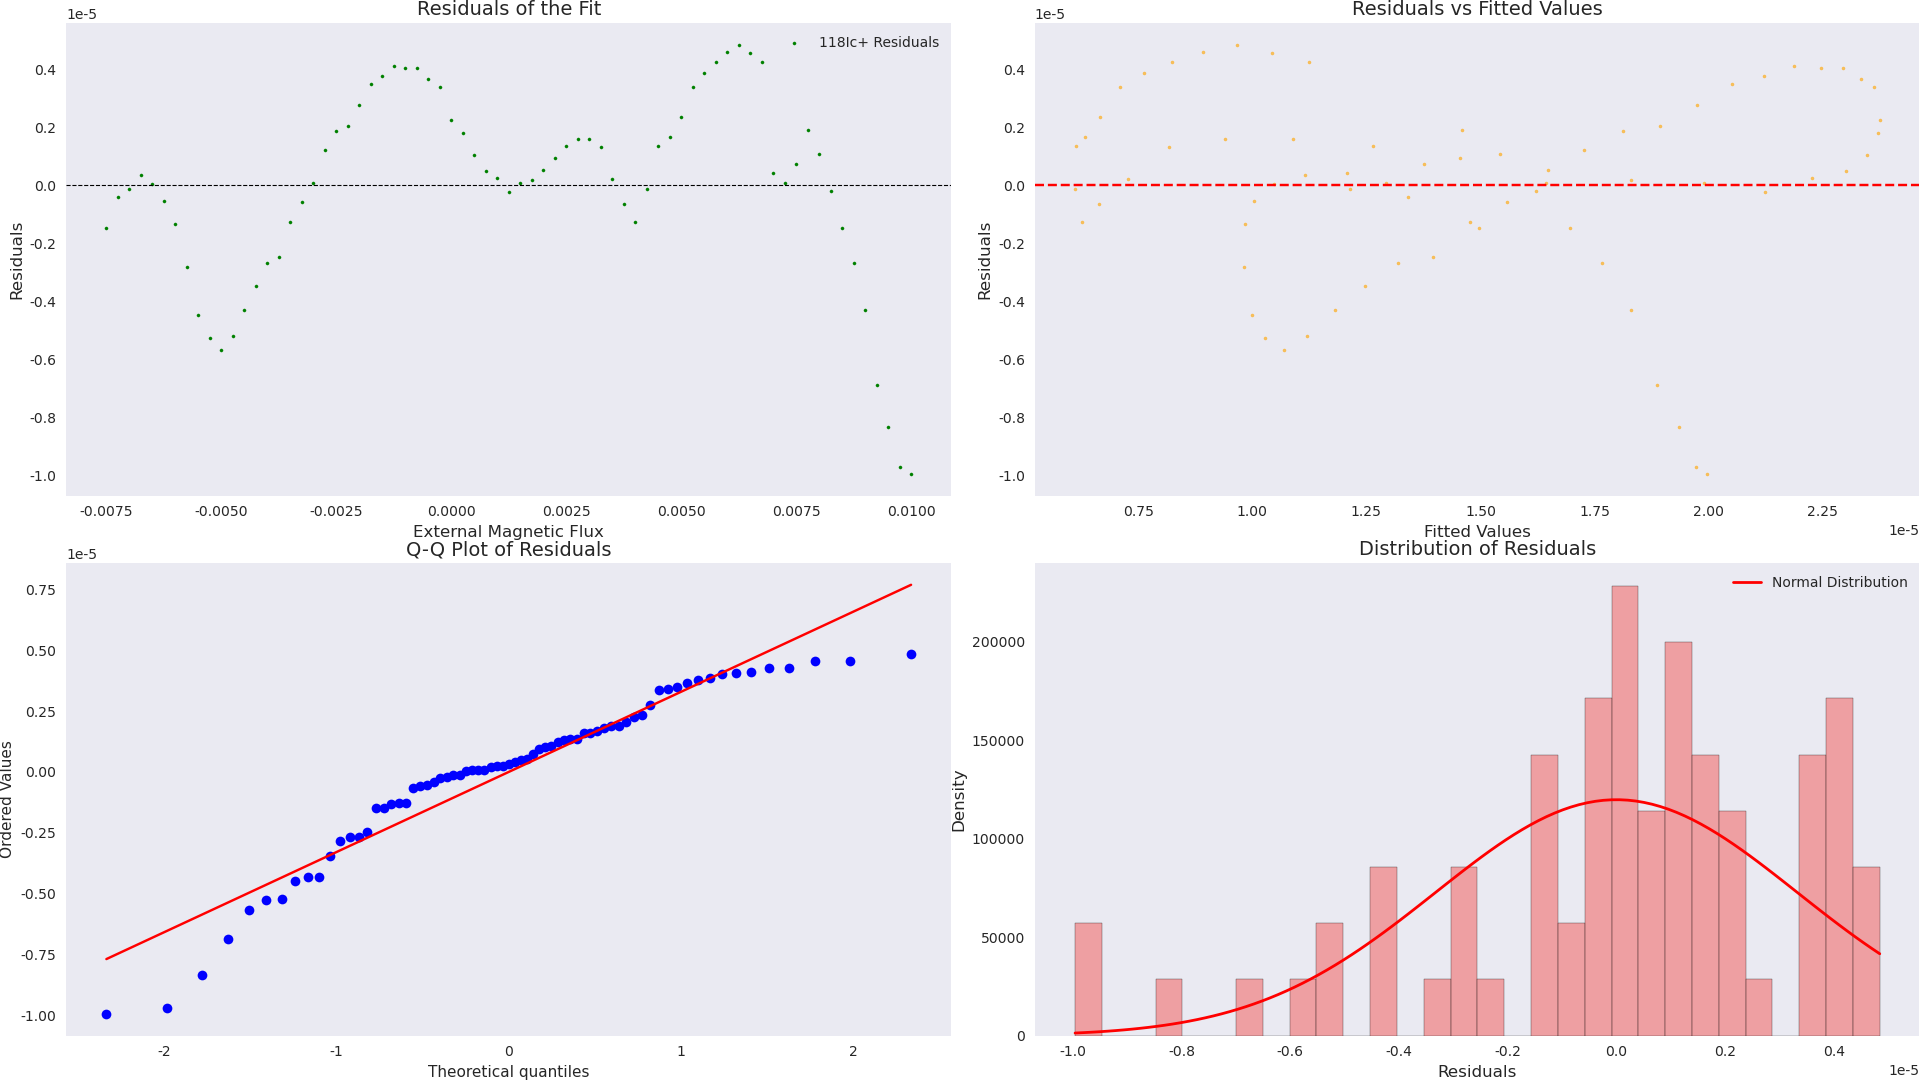 Residuals of the Fit
1e-5
118Ic+ Residuals
0.4
0.2
0.0
-0.2
-0.4
-0.6
-0.8
-1.0
Residuals
-0.0075 -0.0050 -0.0025 0.0000 0.0025 0.0050 0.0075 0.0100
External Magnetic Flux
Residuals vs Fitted Values
1e-5
0.4
0.2
0.0
-0.2
-0.4
-0.6
-0.8
-1.0
Residuals
0.75 1.00 1.25 1.50 1.75 2.00 2.25
Fitted Values
1e-5
Q-Q Plot of Residuals
1e-5
0.75
0.50
0.25
0.00
-0.25
-0.50
-0.75
-1.00
Ordered Values
-2 -1 0 1 2
Theoretical quantiles
Distribution of Residuals
Normal Distribution
200000
150000
100000
50000
0
Density
-1.0 -0.8 -0.6 -0.4 -0.2 0.0 0.2 0.4
Residuals
1e-5